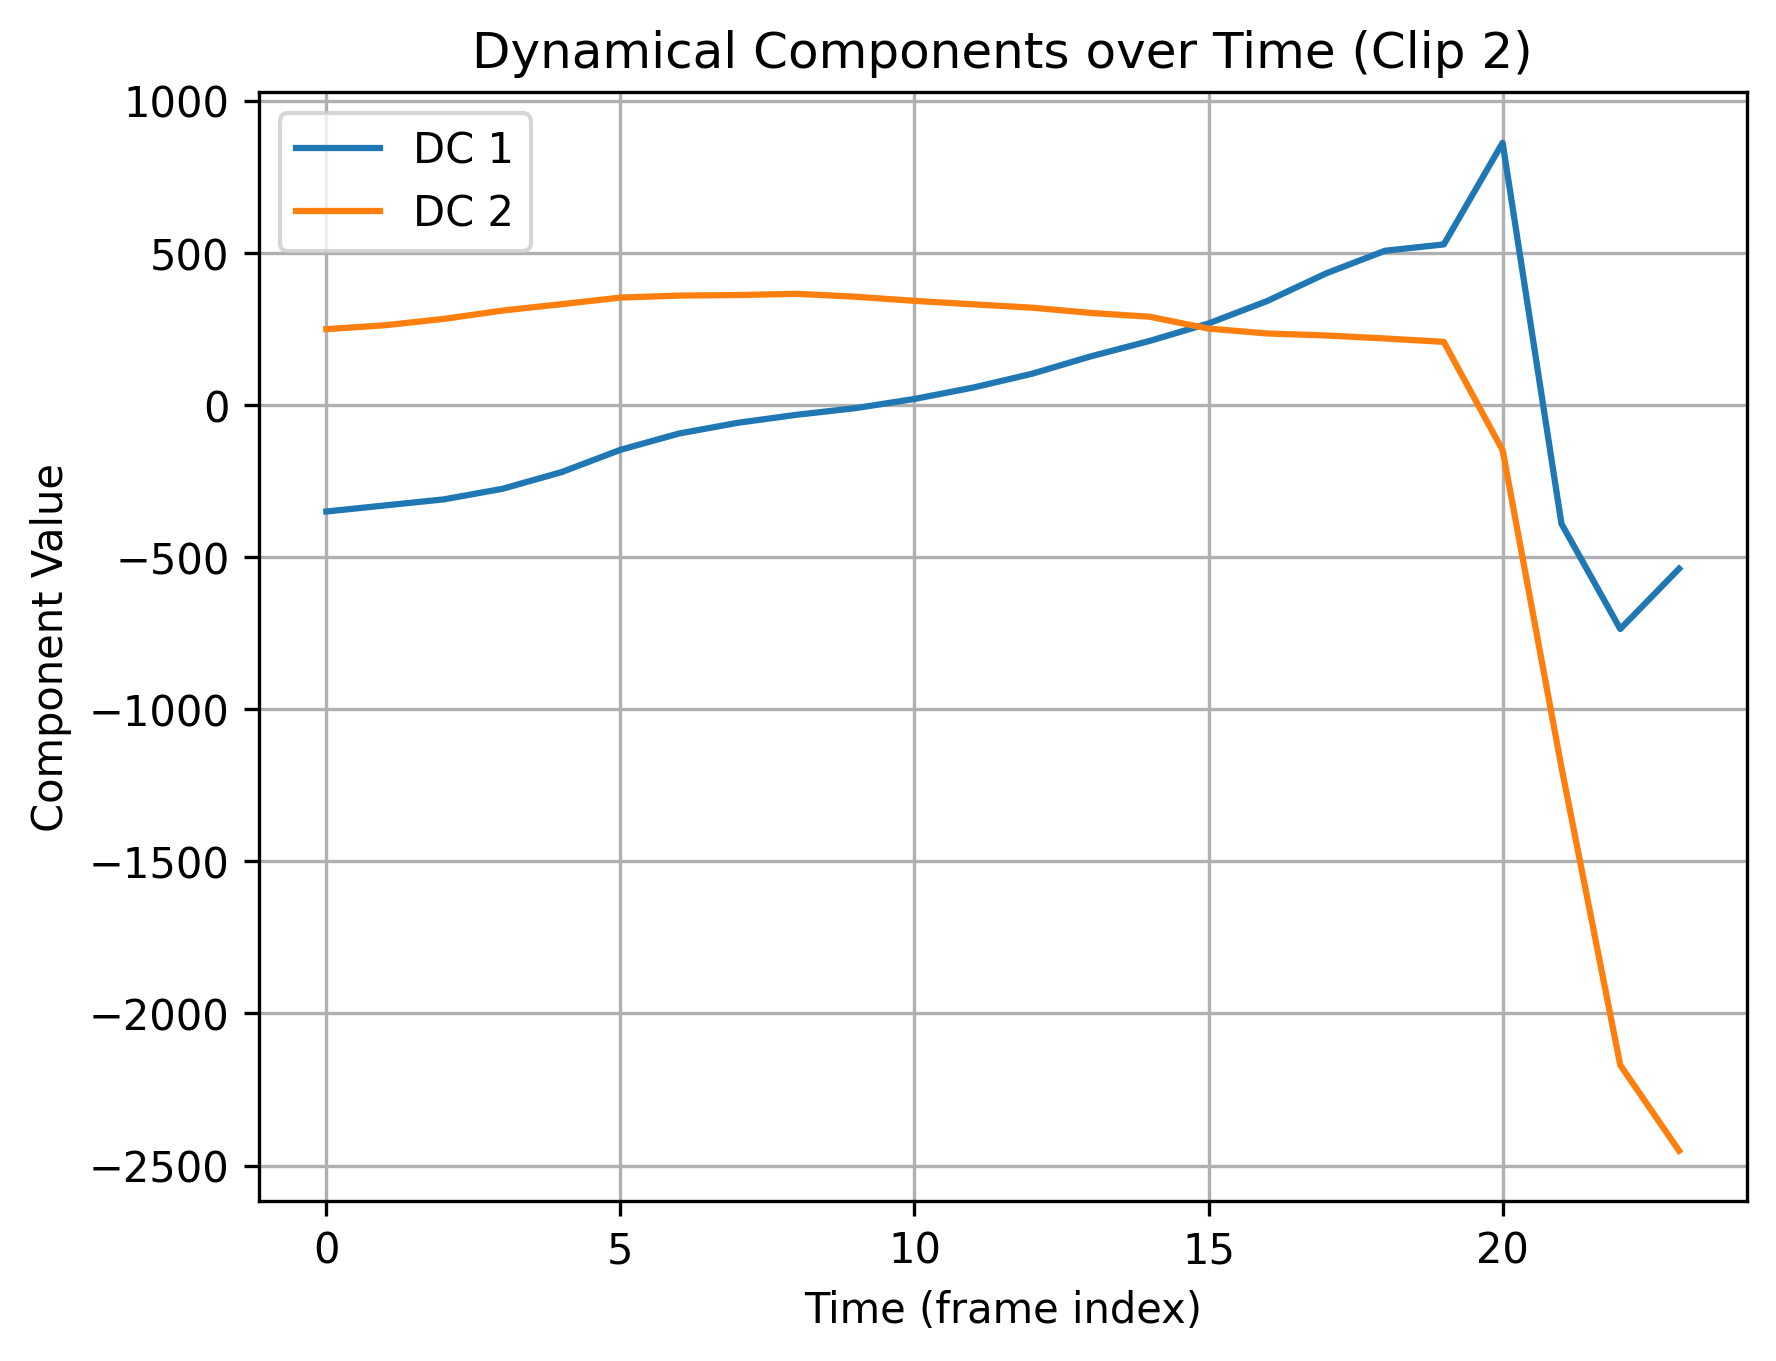 Dynamical Components over Time (Clip 2)
DC 1
DC 2
1000
500
0
−500
−1000
−1500
−2000
−2500
Component Value
0 5 10 15 20
Time (frame index)